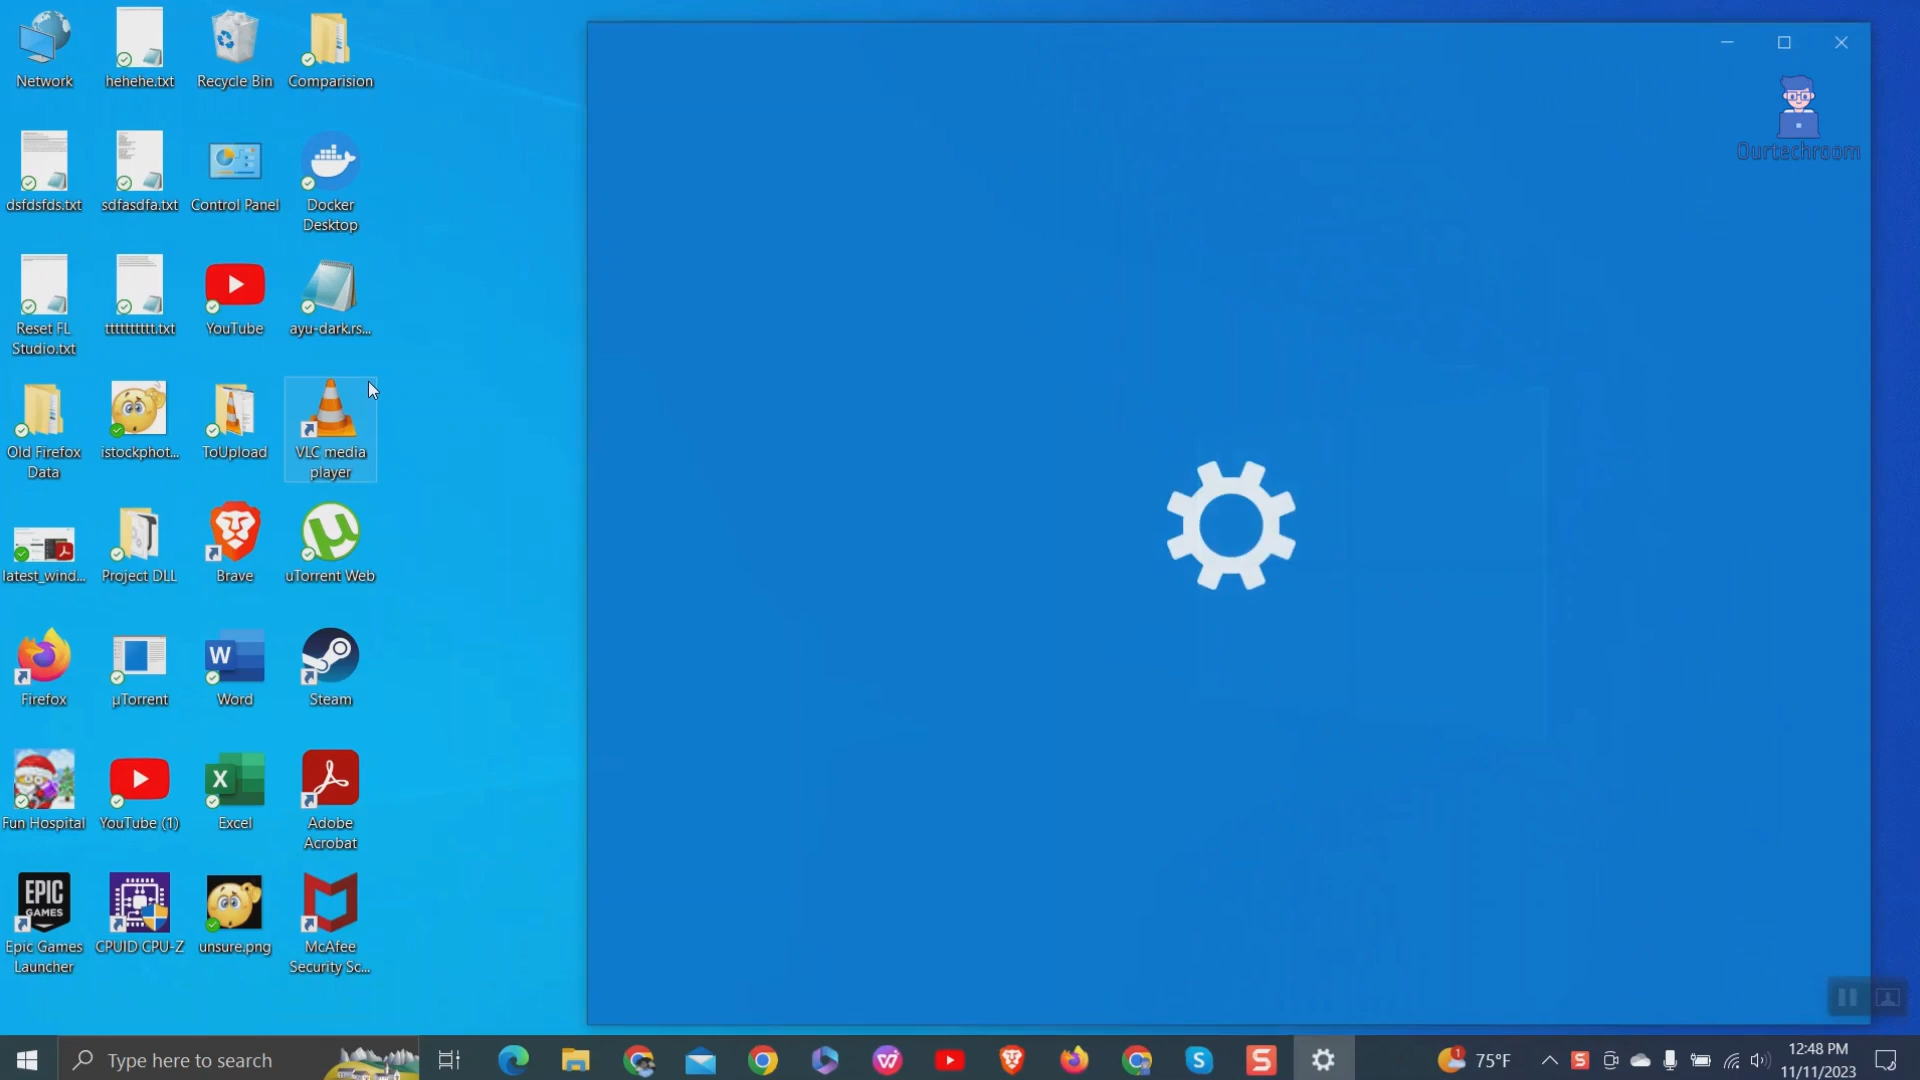 Network
hehehe.txt
Recycle Bin
Comparision
Ourtechroom
dsfdsfds.txt
sdfasdfa.txt
Control Panel
Docker
Desktop
Reset FL
Studio.txt
tttttttttt.txt
YouTube
ayu-dark.rs...
Old Firefox
Data
istockphot...
ToUpload
VLC media
player
latest_wind...
Project DLL
Brave
uTorrent Web
Firefox
µTorrent
W
Word
Steam
Fun Hospital
YouTube (1)
X
Excel
Adobe
Acrobat
EPIC
GAMES
Epic Games
Launcher
CPUID CPU-Z
unsure.png
McAfee
Security Sc...
Type here to search
S
S
1
75°F
S
12:48 PM
11/11/2023